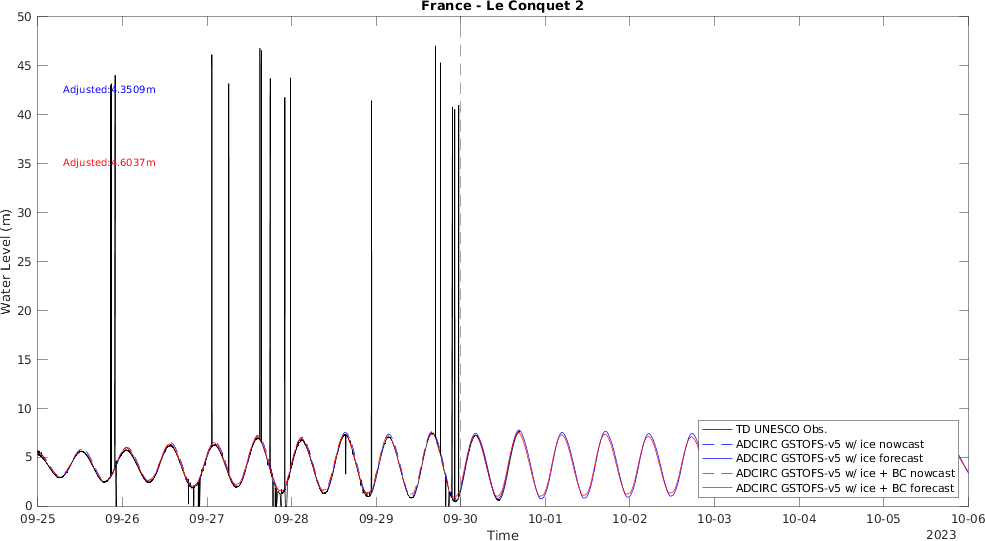 France - Le Conquet 2
50
45
40
35
30
25
20
15
10
5
0
Water Level (m)
Adjusted:4.3509m
Adjusted:4.6037m
TD UNESCO Obs.
ADCIRC GSTOFS-v5 w/ ice nowcast
ADCIRC GSTOFS-v5 w/ ice forecast
ADCIRC GSTOFS-v5 w/ ice + BC nowcast
ADCIRC GSTOFS-v5 w/ ice + BC forecast
09-25 09-26 09-27 09-28 09-29 09-30 10-01 10-02 10-03 10-04 10-05 10-06
Time
2023